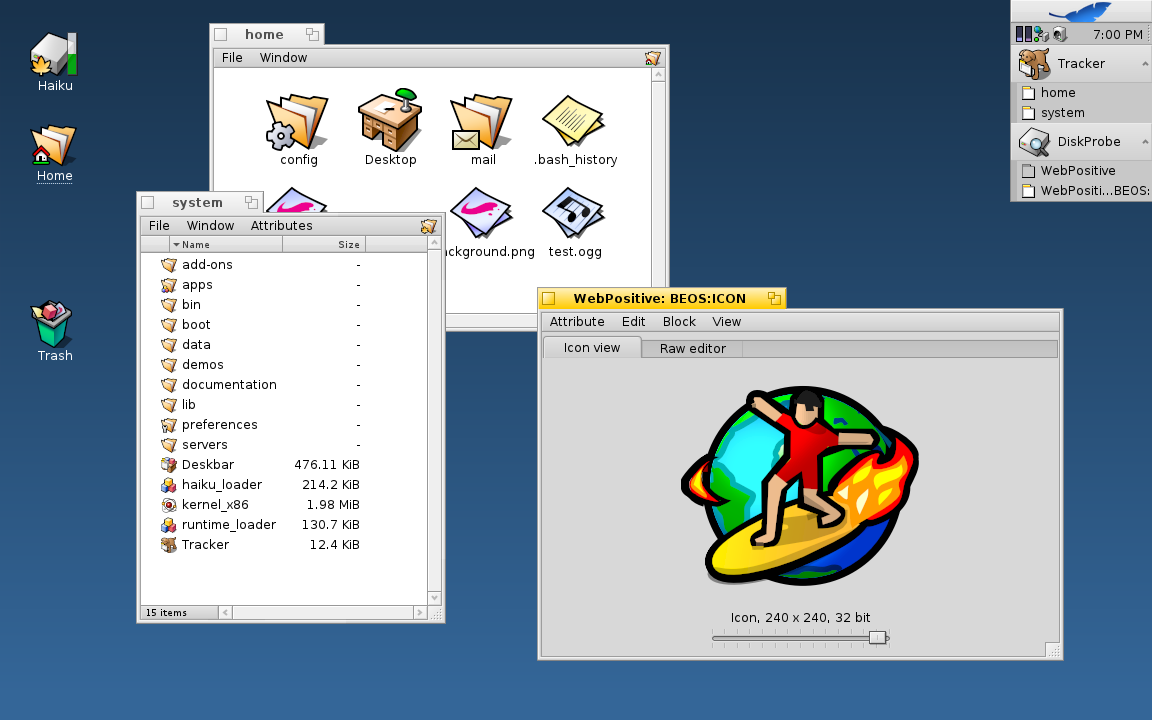 Haiku
Home
Trash
home
File Window
config Desktop mail .bash_history
ckground.png test.ogg
system
File Window Attributes
Name Size
add-ons -
apps -
bin -
boot -
data -
demos -
documentation -
lib -
preferences -
servers -
Deskbar 476.11 KiB
haiku_loader 214.2 KiB
kernel_x86 1.98 MiB
runtime_loader 130.7 KiB
Tracker 12.4 KiB
15 items
WebPositive: BEOS:ICON
Attribute Edit Block View
Icon view Raw editor
Icon, 240 x 240, 32 bit
7:00 PM
Tracker
home
system
DiskProbe
WebPositive
WebPositi...BEOS: